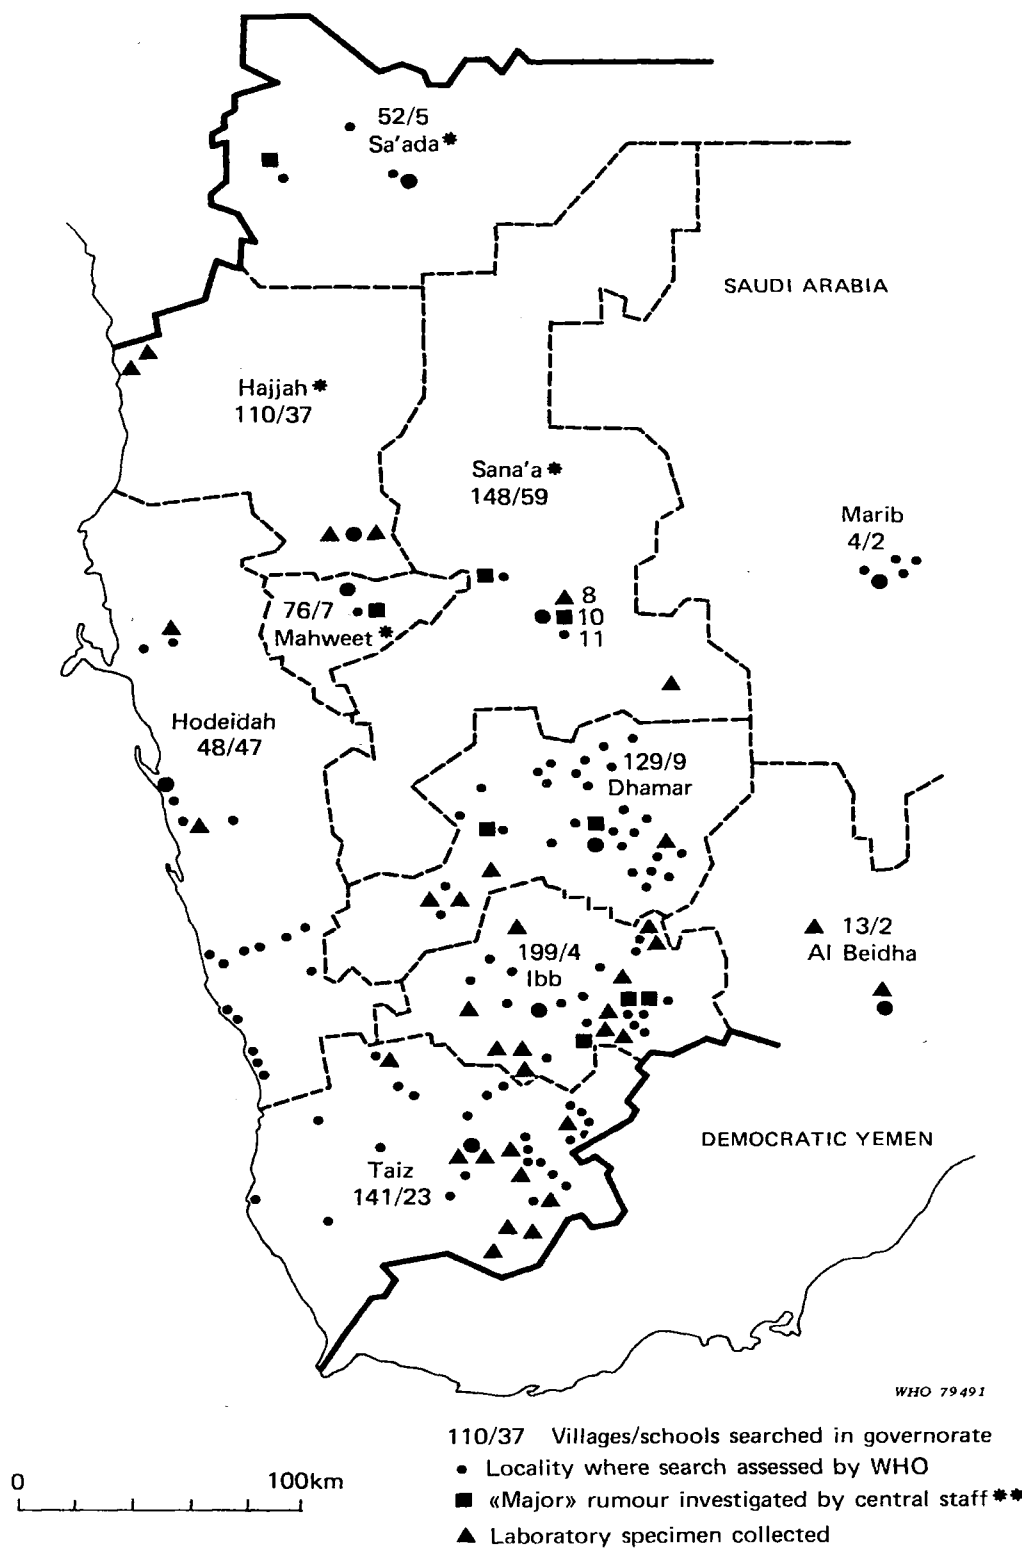 52/5
Sa'ada*
SAUDI ARABIA
Hajjah*
110/37
Sana'a*
148/59
Marib
4/2
8
10
11
76/7
Mahweet*
Hodeidah
48/47
129/9
Dhamar
13/2
Al Beidha
199/4
Ibb
DEMOCRATIC YEMEN
Taiz
141/23
WHO 79491
110/37 Villages/schools searched in governorate
● Locality where search assessed by WHO
■ «Major» rumour investigated by central staff**
▲ Laboratory specimen collected
0 100km